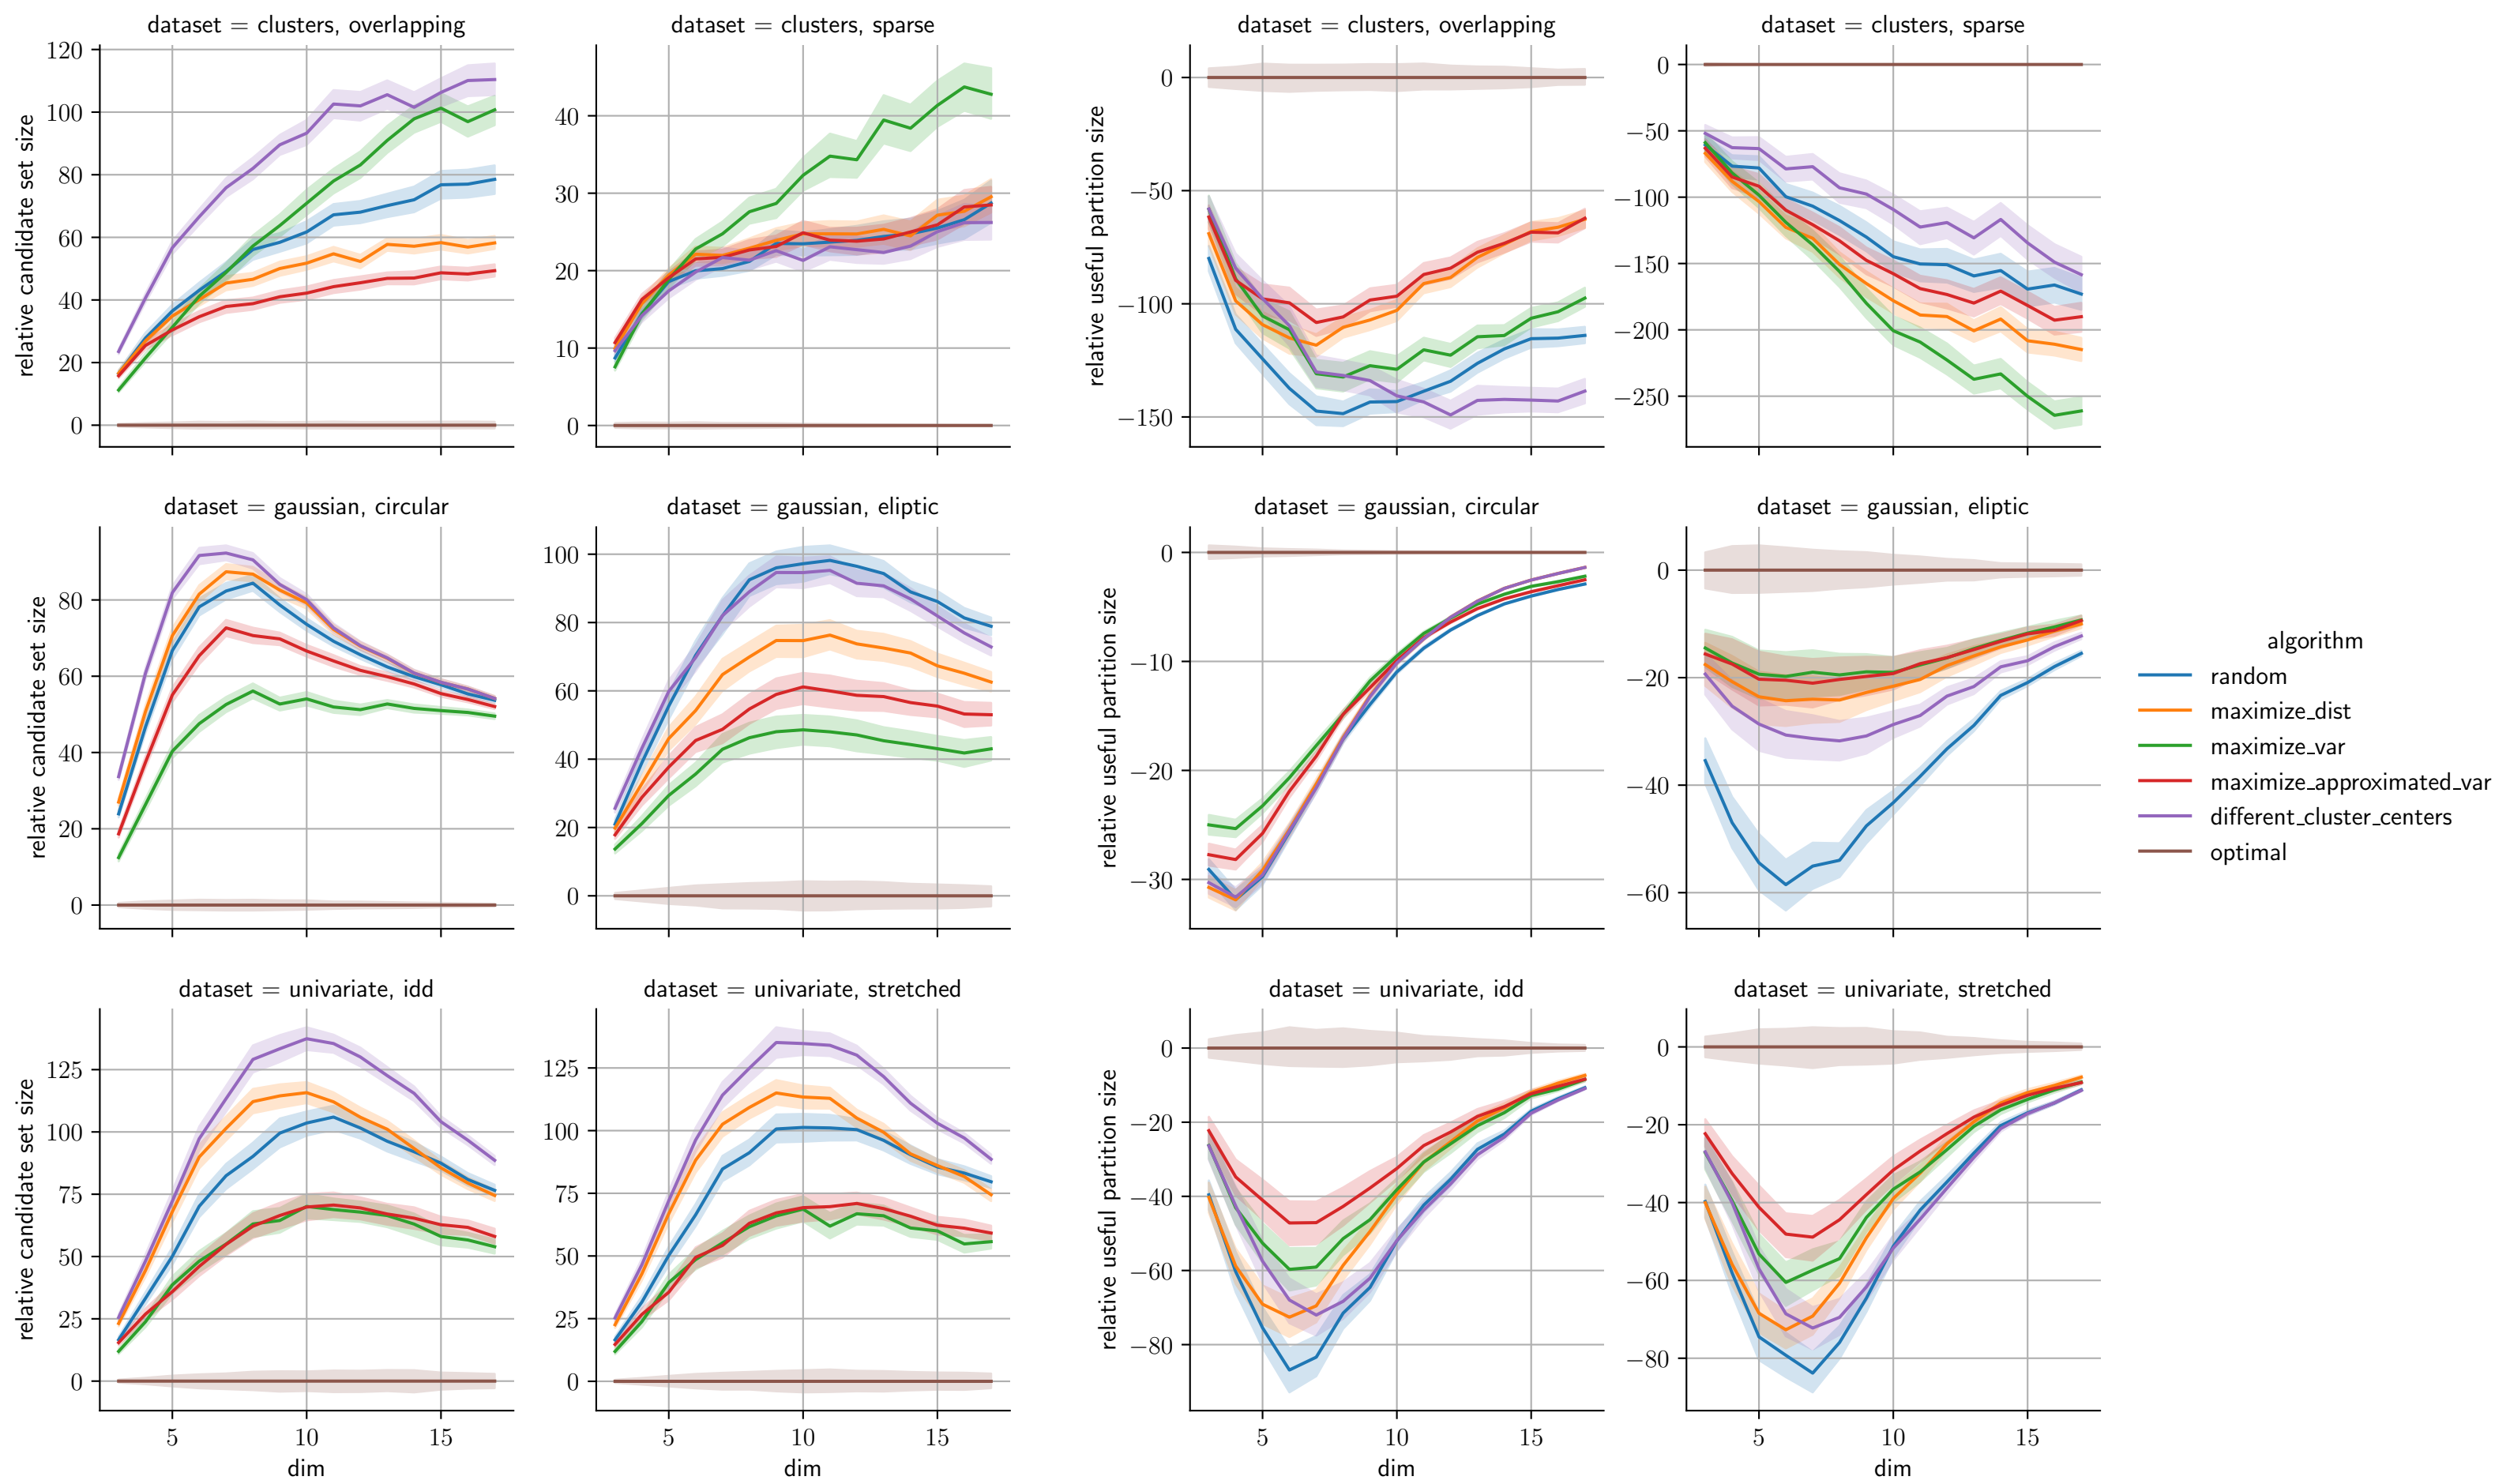 dataset = clusters, overlapping
dataset = clusters, sparse
dataset = clusters, overlapping
dataset = clusters, sparse
relative candidate set size
120
100
80
60
40
20
0
40
30
20
10
0
relative useful partition size
0
−50
−100
−150
0
−50
−100
−150
−200
−250
dataset = gaussian, circular
dataset = gaussian, eliptic
dataset = gaussian, circular
dataset = gaussian, eliptic
relative candidate set size
80
60
40
20
0
100
80
60
40
20
0
relative useful partition size
0
−10
−20
−30
0
−20
−40
−60
algorithm
random
maximize_dist
maximize_var
maximize_approximated_var
different_cluster_centers
optimal
dataset = univariate, idd
dataset = univariate, stretched
dataset = univariate, idd
dataset = univariate, stretched
relative candidate set size
125
100
75
50
25
0
125
100
75
50
25
0
relative useful partition size
0
−20
−40
−60
−80
0
−20
−40
−60
−80
5 10 15
5 10 15
5 10 15
5 10 15
dim
dim
dim
dim